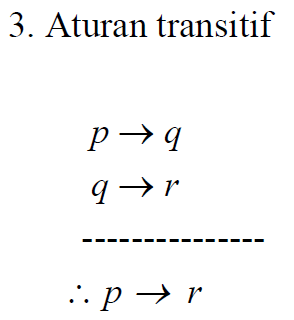 3. Aturan transitif
p → q
q → r
---------------
∴ p → r